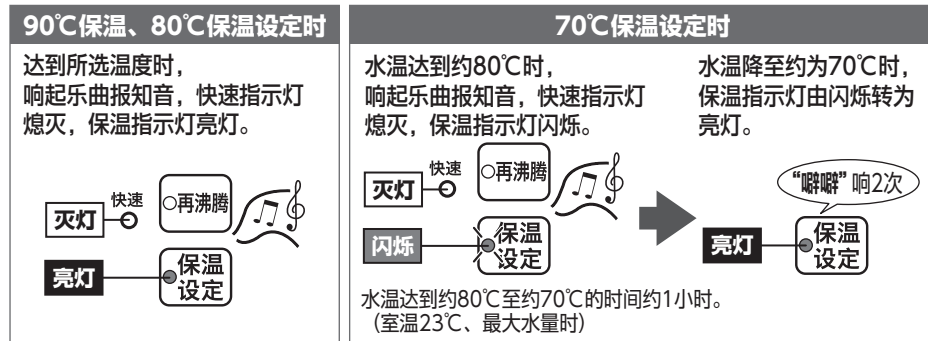 90℃保温、80℃保温设定时
达到所选温度时，
响起乐曲报知音，快速指示灯
熄灭，保温指示灯亮灯。
快速
灭灯
再沸腾
亮灯
保温
设定
70℃保温设定时
水温达到约80℃时，
响起乐曲报知音，快速指示灯
熄灭，保温指示灯闪烁。
快速
灭灯
再沸腾
闪烁
保温
设定
水温降至约为70℃时，
保温指示灯由闪烁转为
亮灯。
“噼噼”响2次
亮灯
保温
设定
水温达到约80℃至约70℃的时间约1小时。
（室温23℃、最大水量时）